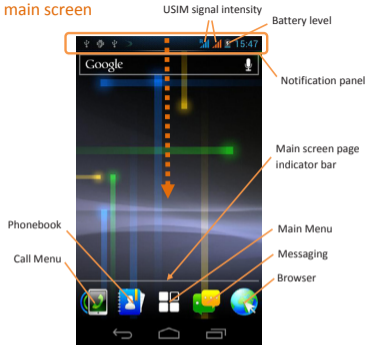 main screen
USIM signal intensity
Battery level
15:47
Google
Notification panel
Main screen page
indicator bar
Phonebook
Main Menu
Call Menu
Messaging
Browser